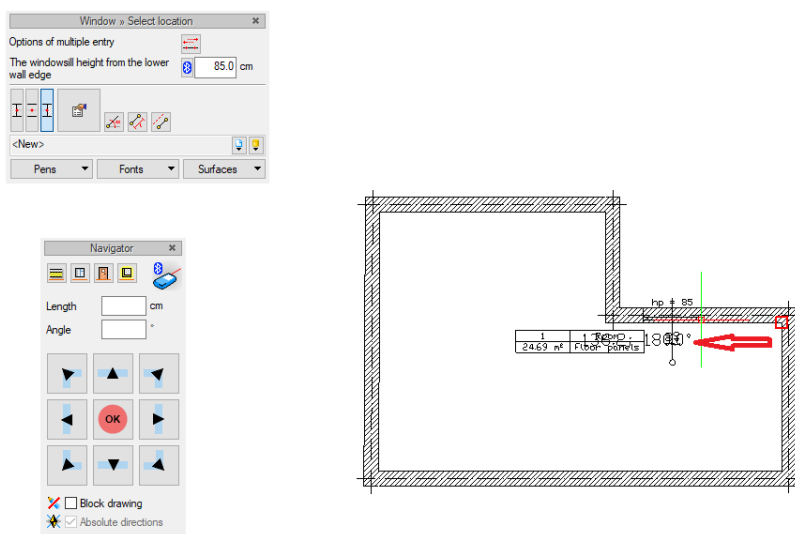 Window » Select location
Options of multiple entry
The windowsill height from the lower
wall edge
85.0 cm
<New>
Pens Fonts Surfaces
Navigator
Length cm
Angle °
OK
Block drawing
Absolute directions
hp = 85
1 Room
24.69 m² Floor panels